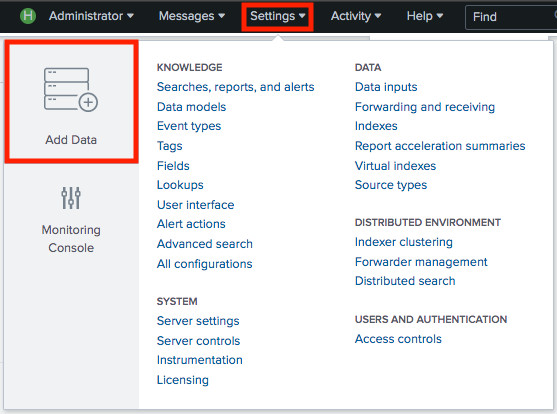 H Administrator Messages Settings Activity Help Find
Add Data
Monitoring
Console
KNOWLEDGE
Searches, reports, and alerts
Data models
Event types
Tags
Fields
Lookups
User interface
Alert actions
Advanced search
All configurations
SYSTEM
Server settings
Server controls
Instrumentation
Licensing
DATA
Data inputs
Forwarding and receiving
Indexes
Report acceleration summaries
Virtual indexes
Source types
DISTRIBUTED ENVIRONMENT
Indexer clustering
Forwarder management
Distributed search
USERS AND AUTHENTICATION
Access controls